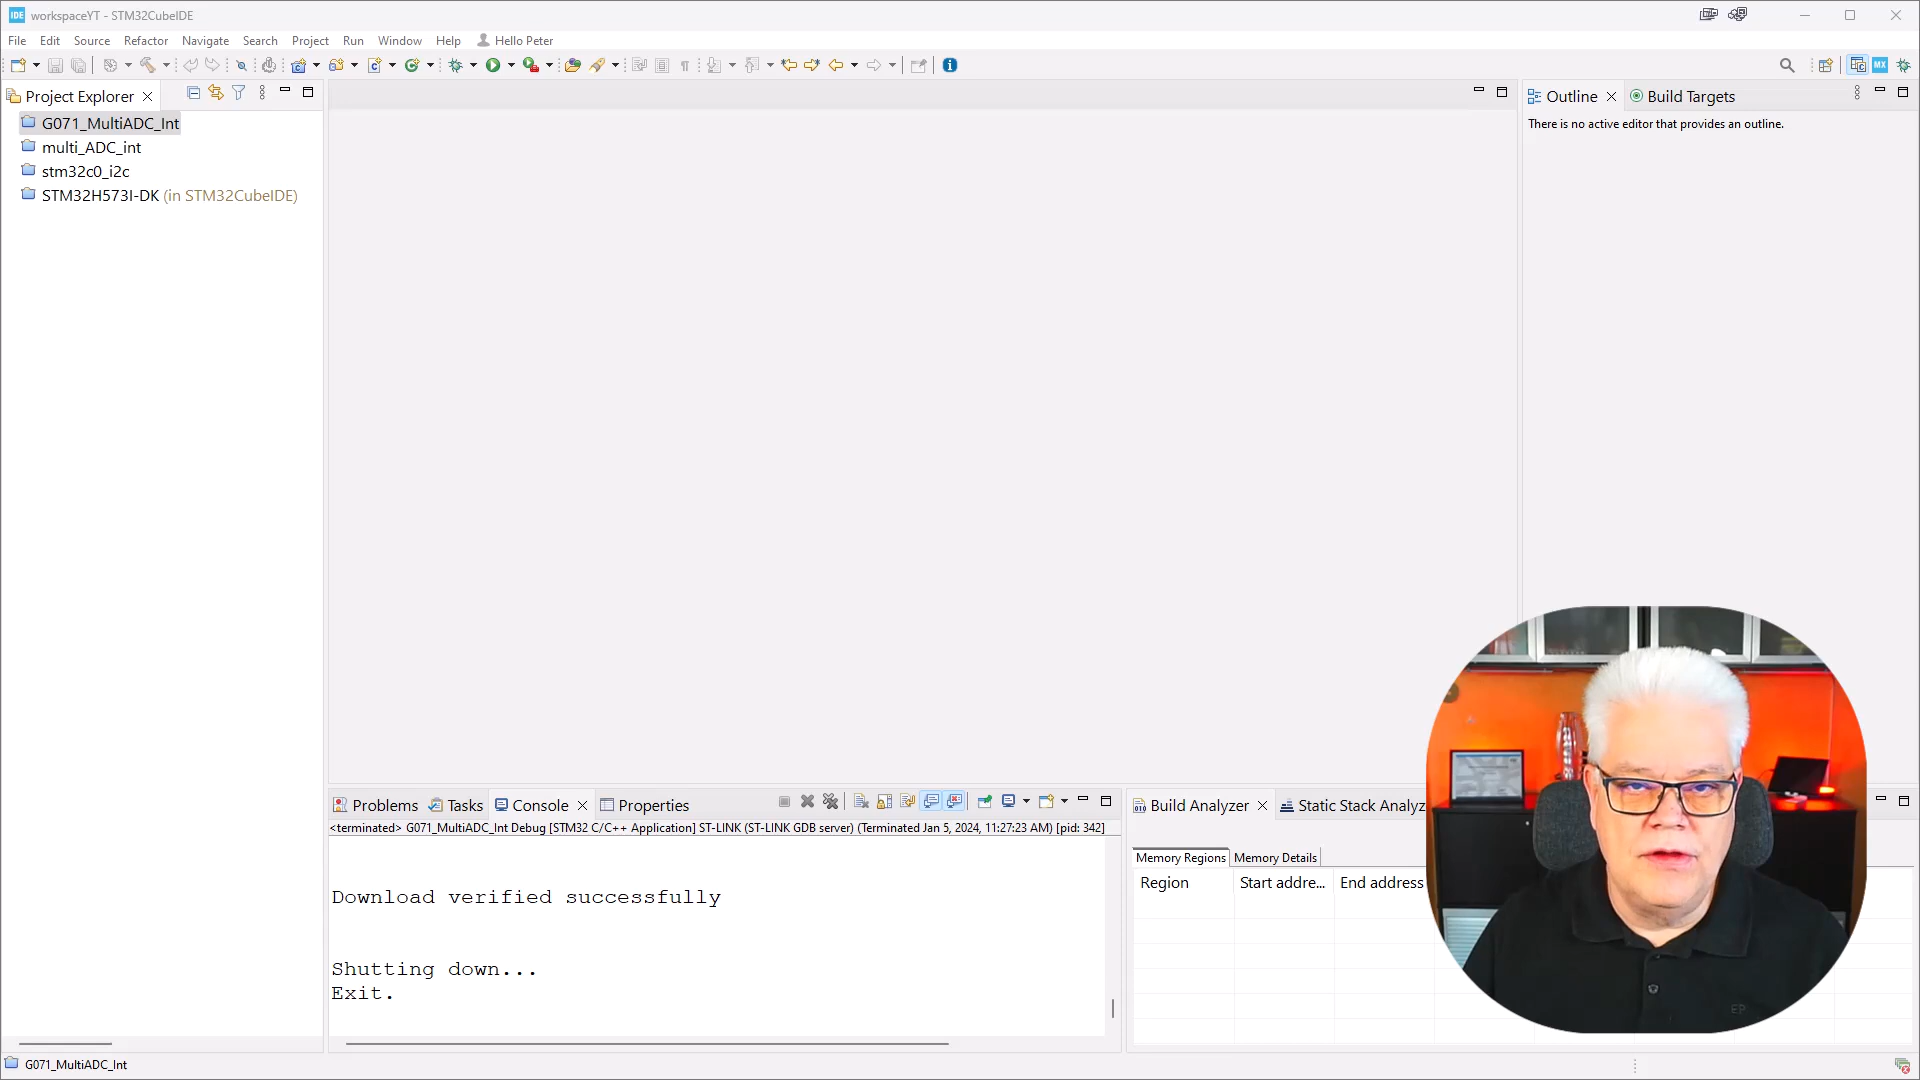 workspaceYT - STM32CubeIDE
File Edit Source Refactor Navigate Search Project Run Window Help Hello Peter
Project Explorer
G071_MultiADC_Int
multi_ADC_int
stm32c0_i2c
STM32H573I-DK (in STM32CubeIDE)
Outline Build Targets
There is no active editor that provides an outline.
Problems Tasks Console Properties
<terminated> G071_MultiADC_Int Debug [STM32 C/C++ Application] ST-LINK (ST-LINK GDB server) (Terminated Jan 5, 2024, 11:27:23 AM) [pid: 342]
Download verified successfully
Shutting down...
Exit.
Build Analyzer Static Stack Analyz
Memory Regions Memory Details
Region Start addre... End address
G071_MultiADC_Int
IDE
MX